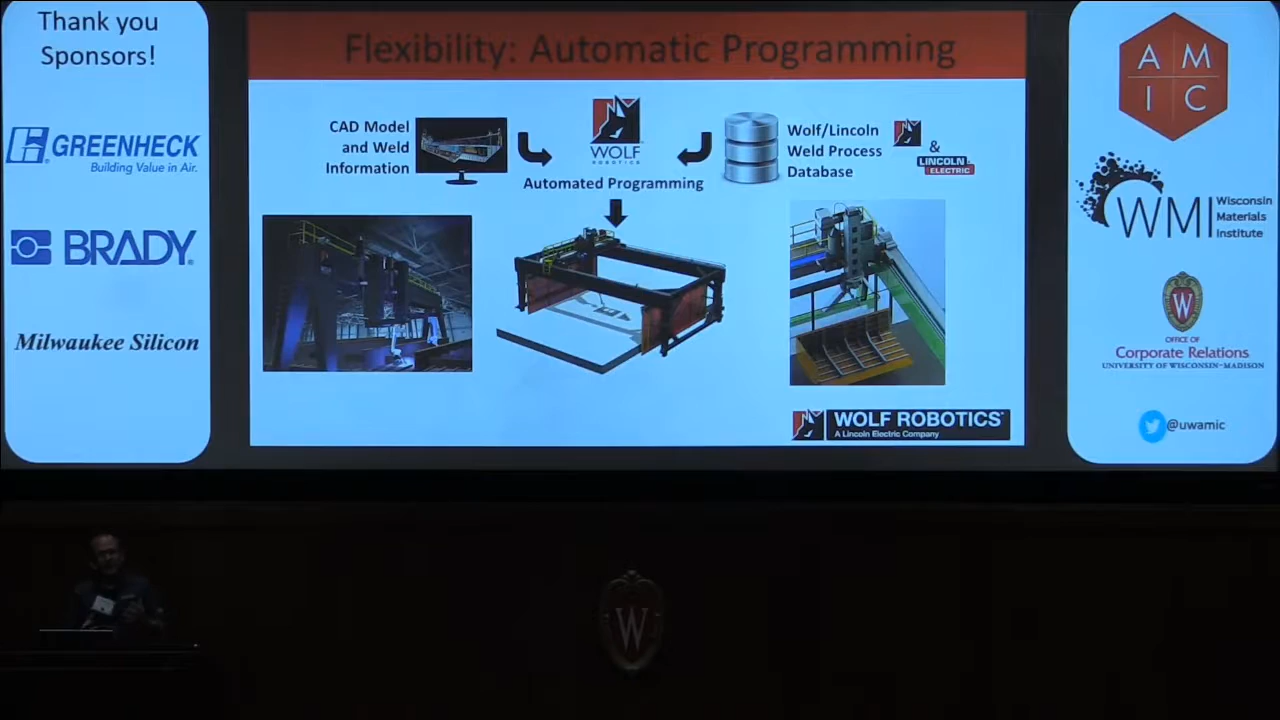 Thank you
Sponsors!
GREENHECK
Building Value in Air.
BRADY
Milwaukee Silicon
Flexibility: Automatic Programming
CAD Model
and Weld
Information
WOLF
ROBOTICS
Automated Programming
Wolf/Lincoln
Weld Process
Database
&
LINCOLN
ELECTRIC
WOLF ROBOTICS
A Lincoln Electric Company
A M
I C
WMI
Wisconsin
Materials
Institute
W
OFFICE OF
Corporate Relations
UNIVERSITY OF WISCONSIN-MADISON
@uwamic
W